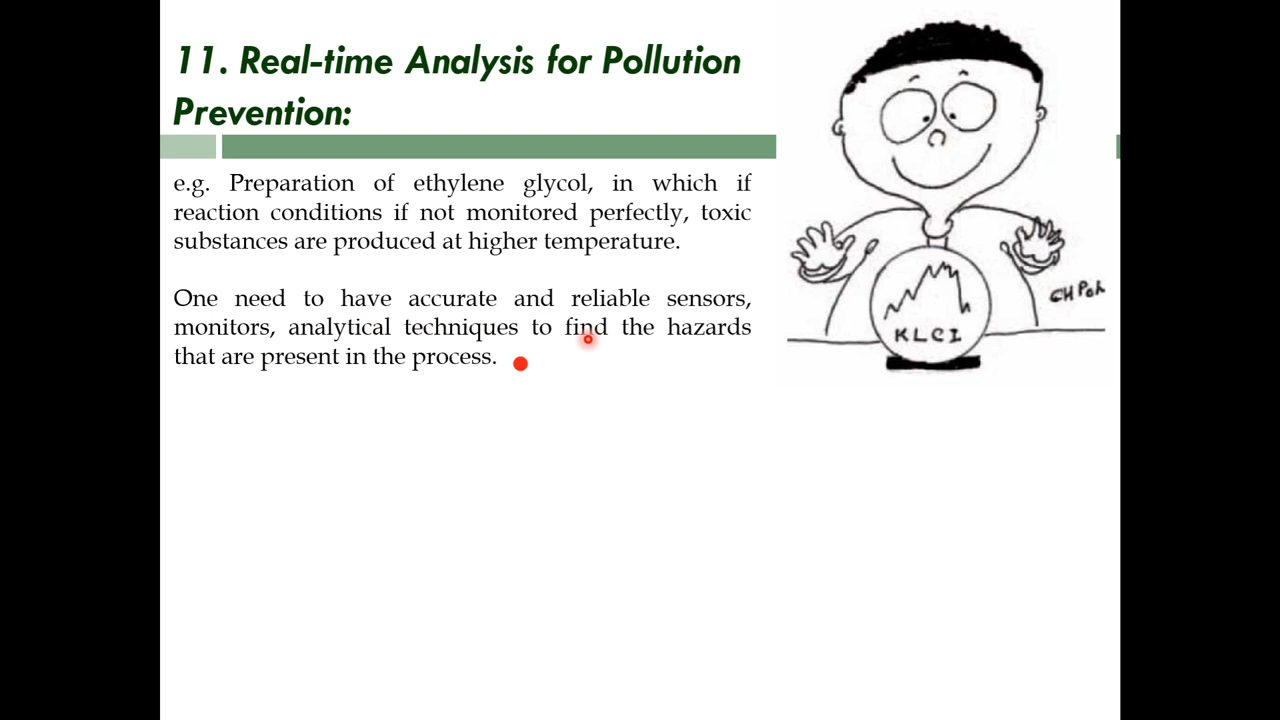 11. Real-time Analysis for Pollution
Prevention:
e.g. Preparation of ethylene glycol, in which if
reaction conditions if not monitored perfectly, toxic
substances are produced at higher temperature.
One need to have accurate and reliable sensors,
monitors, analytical techniques to find the hazards
that are present in the process.
KLCI
CH Poh